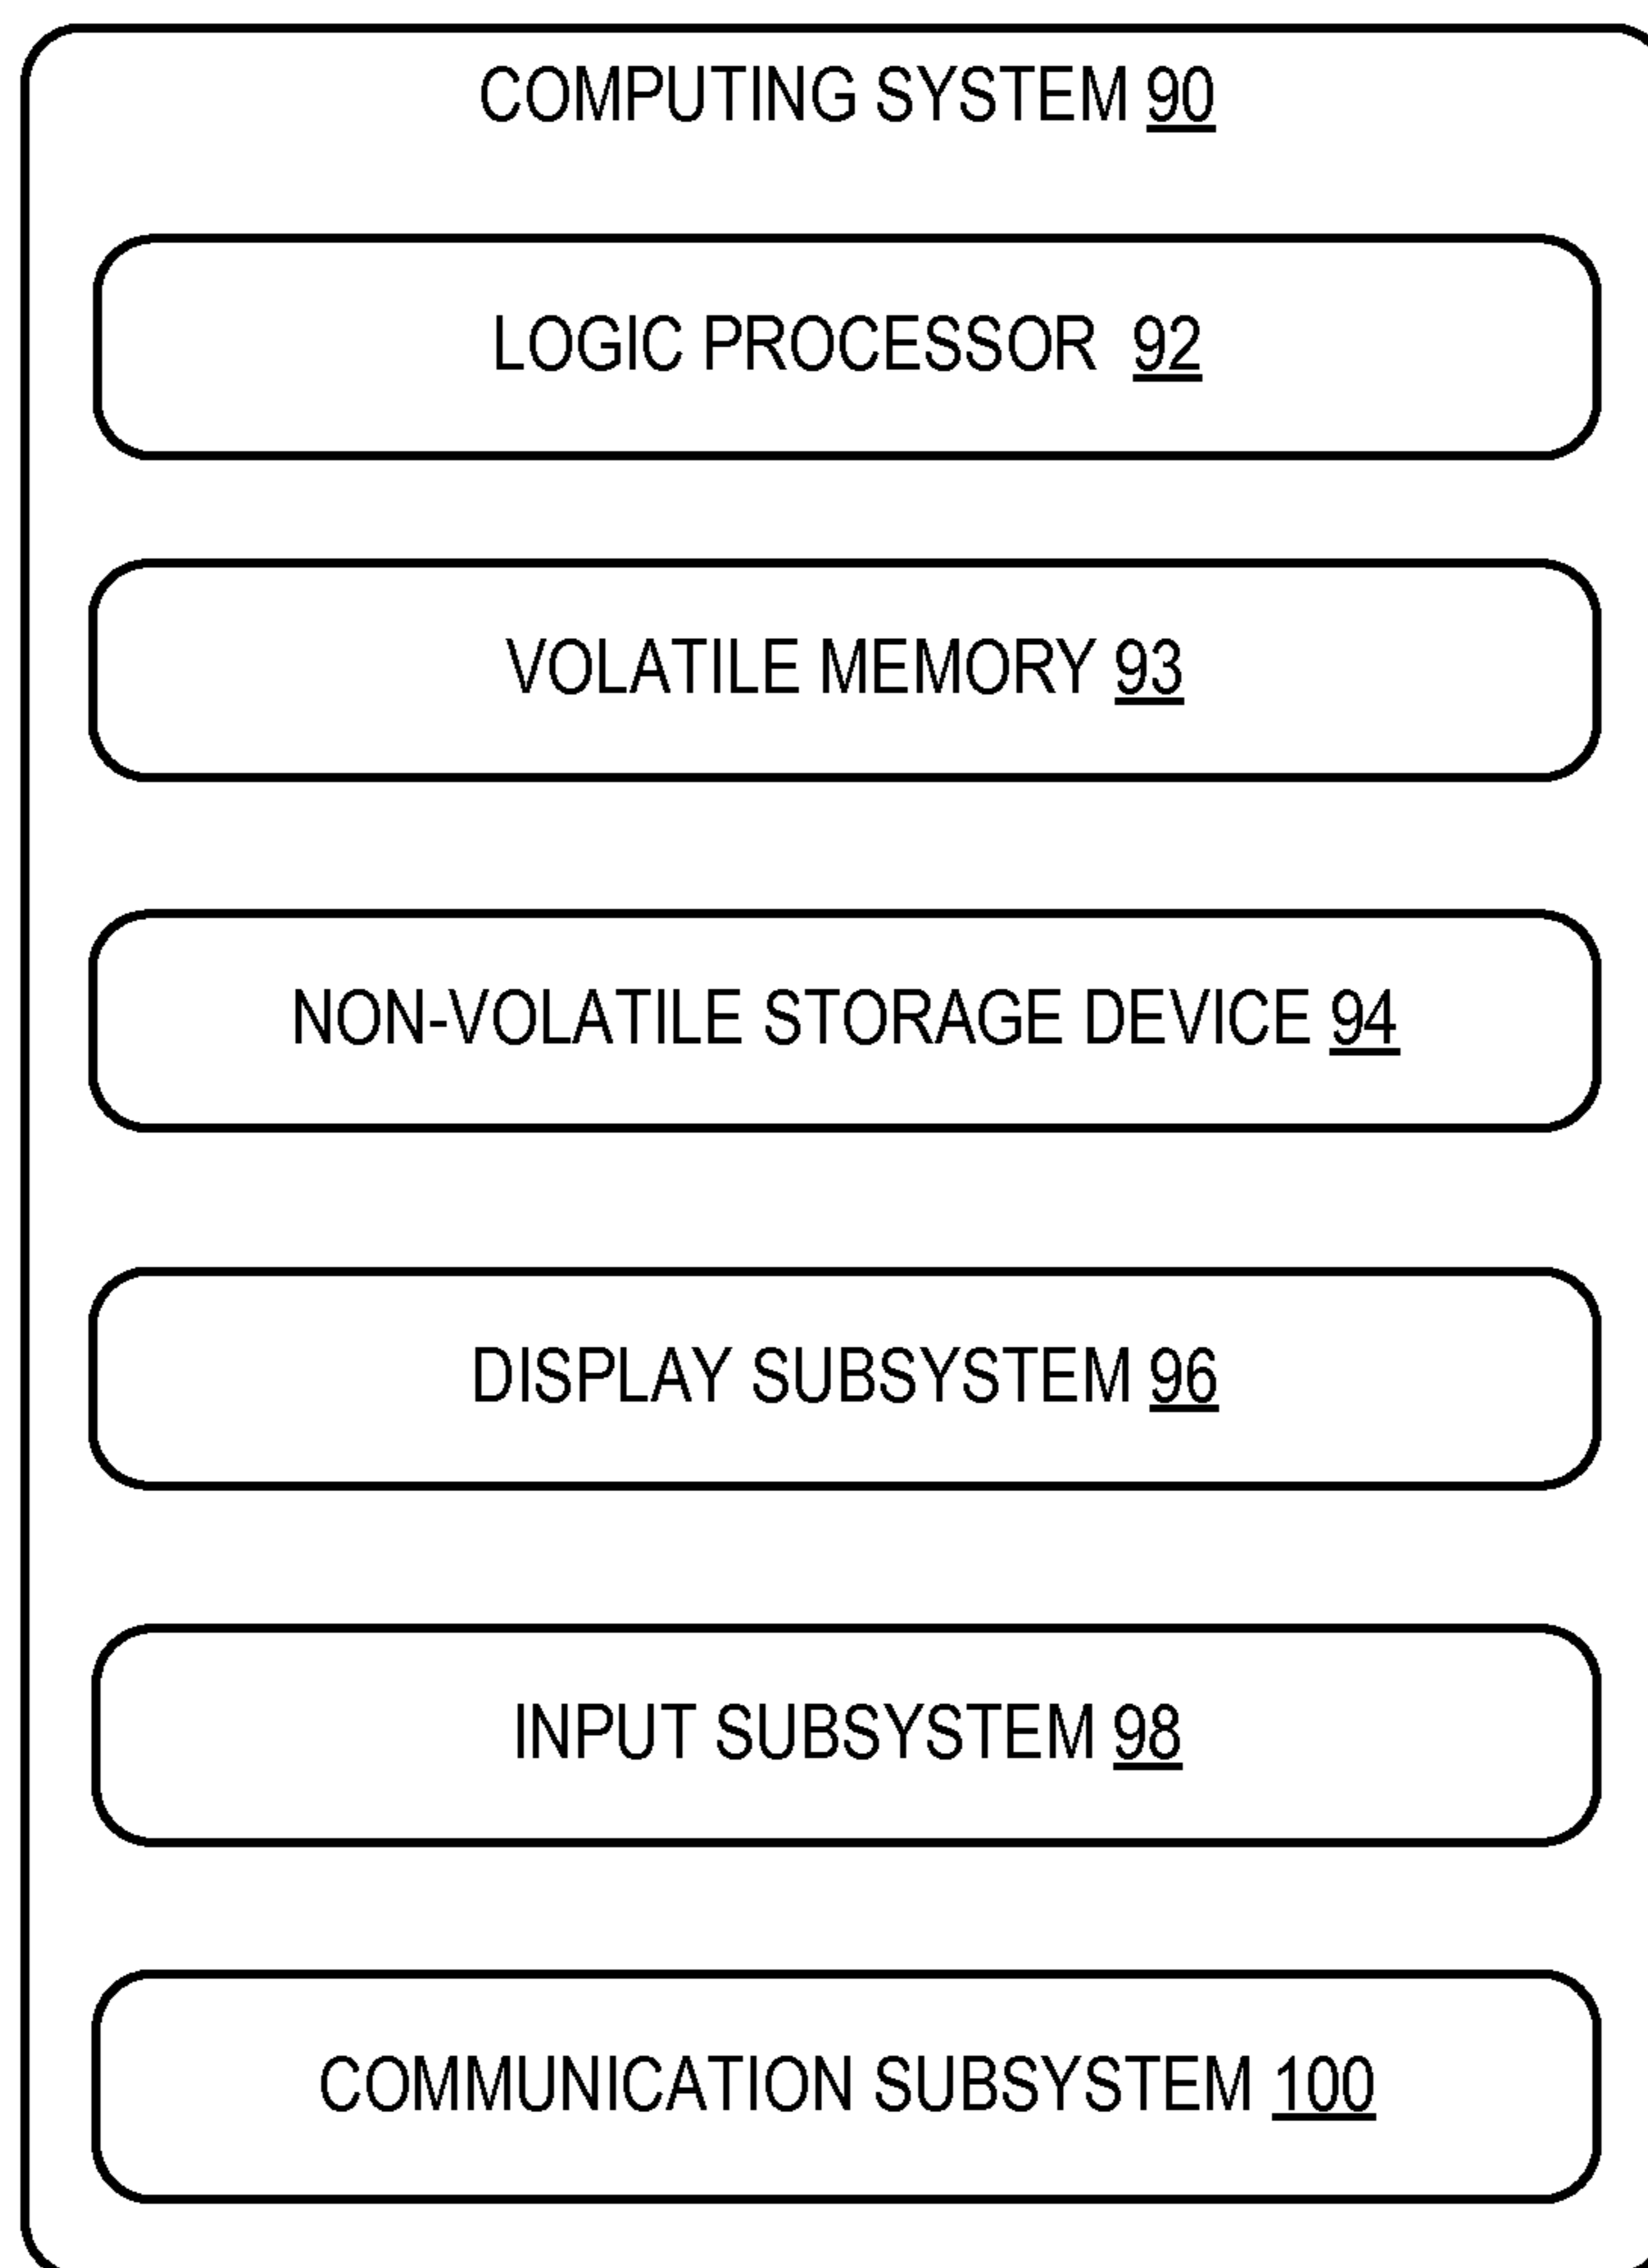 COMPUTING SYSTEM 90
LOGIC PROCESSOR 92
VOLATILE MEMORY 93
NON-VOLATILE STORAGE DEVICE 94
DISPLAY SUBSYSTEM 96
INPUT SUBSYSTEM 98
COMMUNICATION SUBSYSTEM 100